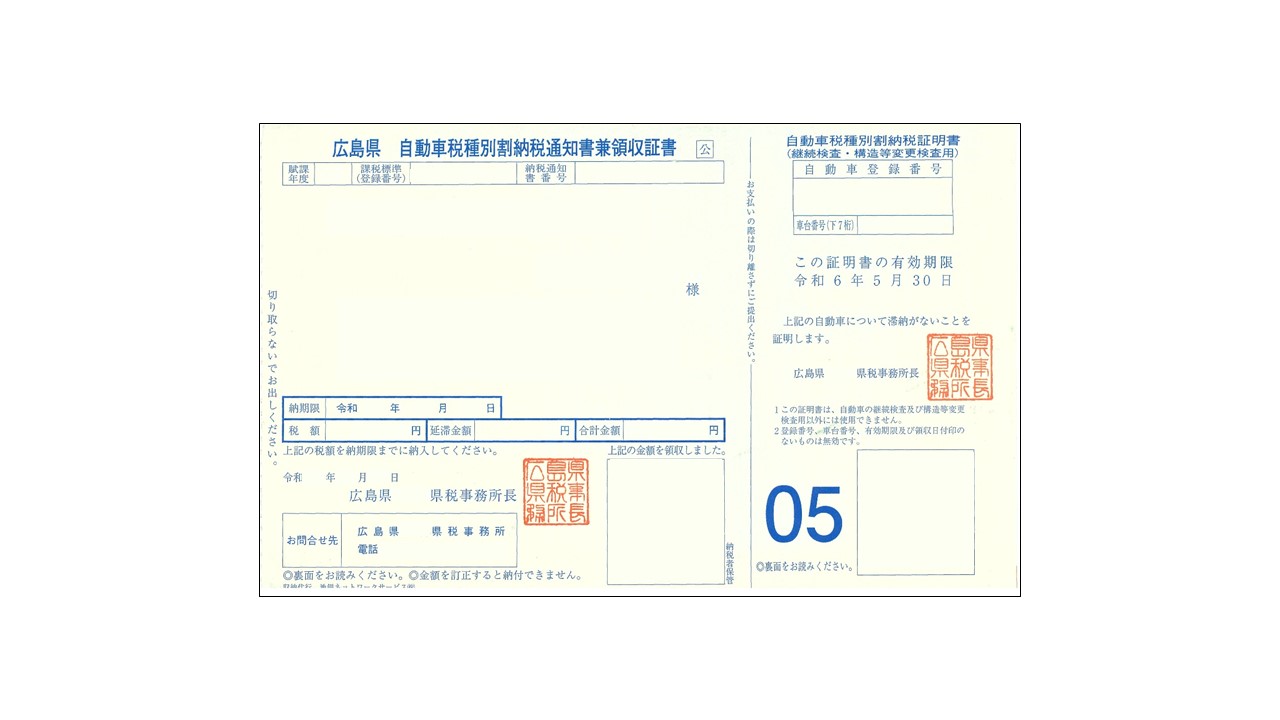 広島県 自動車税種別割納税通知書兼領収証書 公
賦課年度
課税標準(登録番号)
納税通知書番号
様
切り取らないでお出しください。
納期限 令和 年 月 日
税額 円 延滞金額 円 合計金額 円
上記の税額を納期限までに納入してください。
上記の金額を領収しました。
令和 年 月 日
広島県 県税事務所長
広島県県税事務所長
お問合せ先
広島県 県税事務所
電話
◎裏面をお読みください。◎金額を訂正すると納付できません。
納税者保管
お支払いの際は切り離さずにご提出ください。
自動車税種別割納税証明書
(継続検査・構造等変更検査用)
自動車登録番号
車台番号(下7桁)
この証明書の有効期限
令和6年5月30日
上記の自動車について滞納がないことを
証明します。
広島県 県税事務所長
広島県県税事務所長
1 この証明書は、自動車の継続検査及び構造等変更
検査用以外には使用できません。
2 登録番号、車台番号、有効期限及び領収日付印の
ないものは無効です。
05
◎裏面をお読みください。